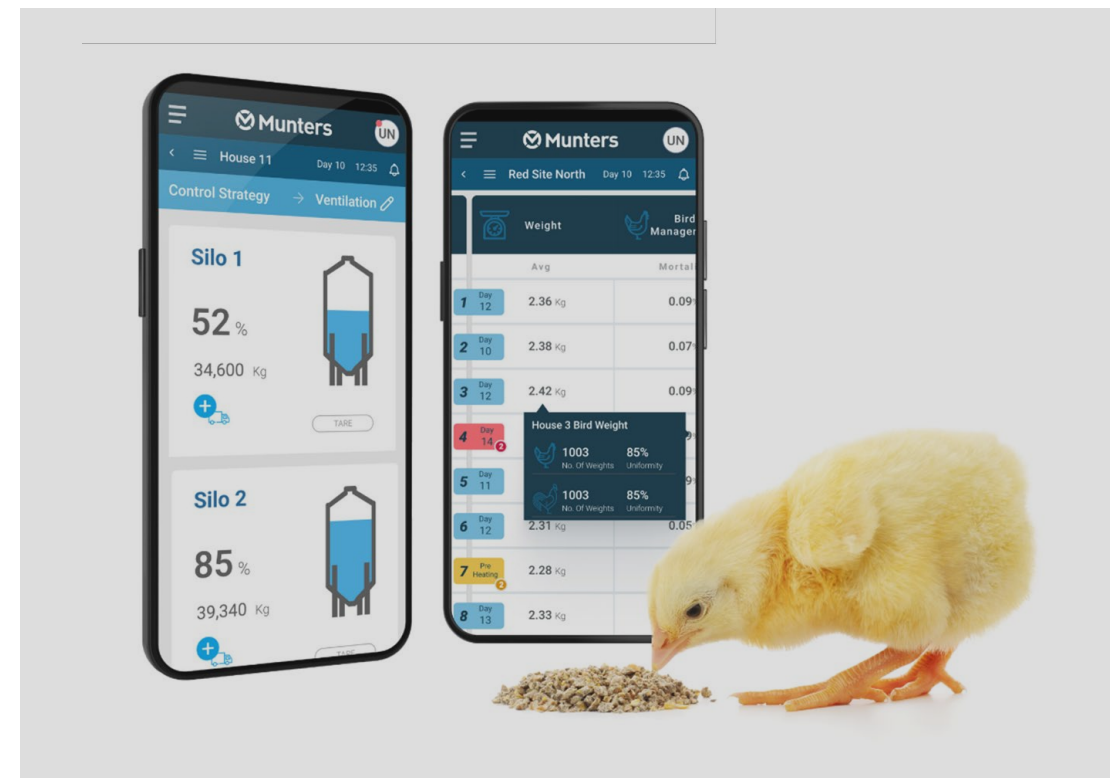 Munters
UN
House 11 Day 10 12:35
Control Strategy → Ventilation
Silo 1
52 %
34,600 Kg
TARE
Silo 2
85 %
39,340 Kg
TARE
Munters
UN
Red Site North Day 10 12:35
Weight Bird
Manager
Avg Mortali
1 Day 12 2.36 Kg 0.09
2 Day 10 2.38 Kg 0.07
3 Day 12 2.42 Kg 0.09
4 Day 14 2
House 3 Bird Weight
1003 85%
No. Of Weights Uniformity
1003 85%
No. Of Weights Uniformity
5 Day 11
6 Day 12 2.31 Kg 0.05
7 Pre Heating 2 2.28 Kg
8 Day 13 2.33 Kg